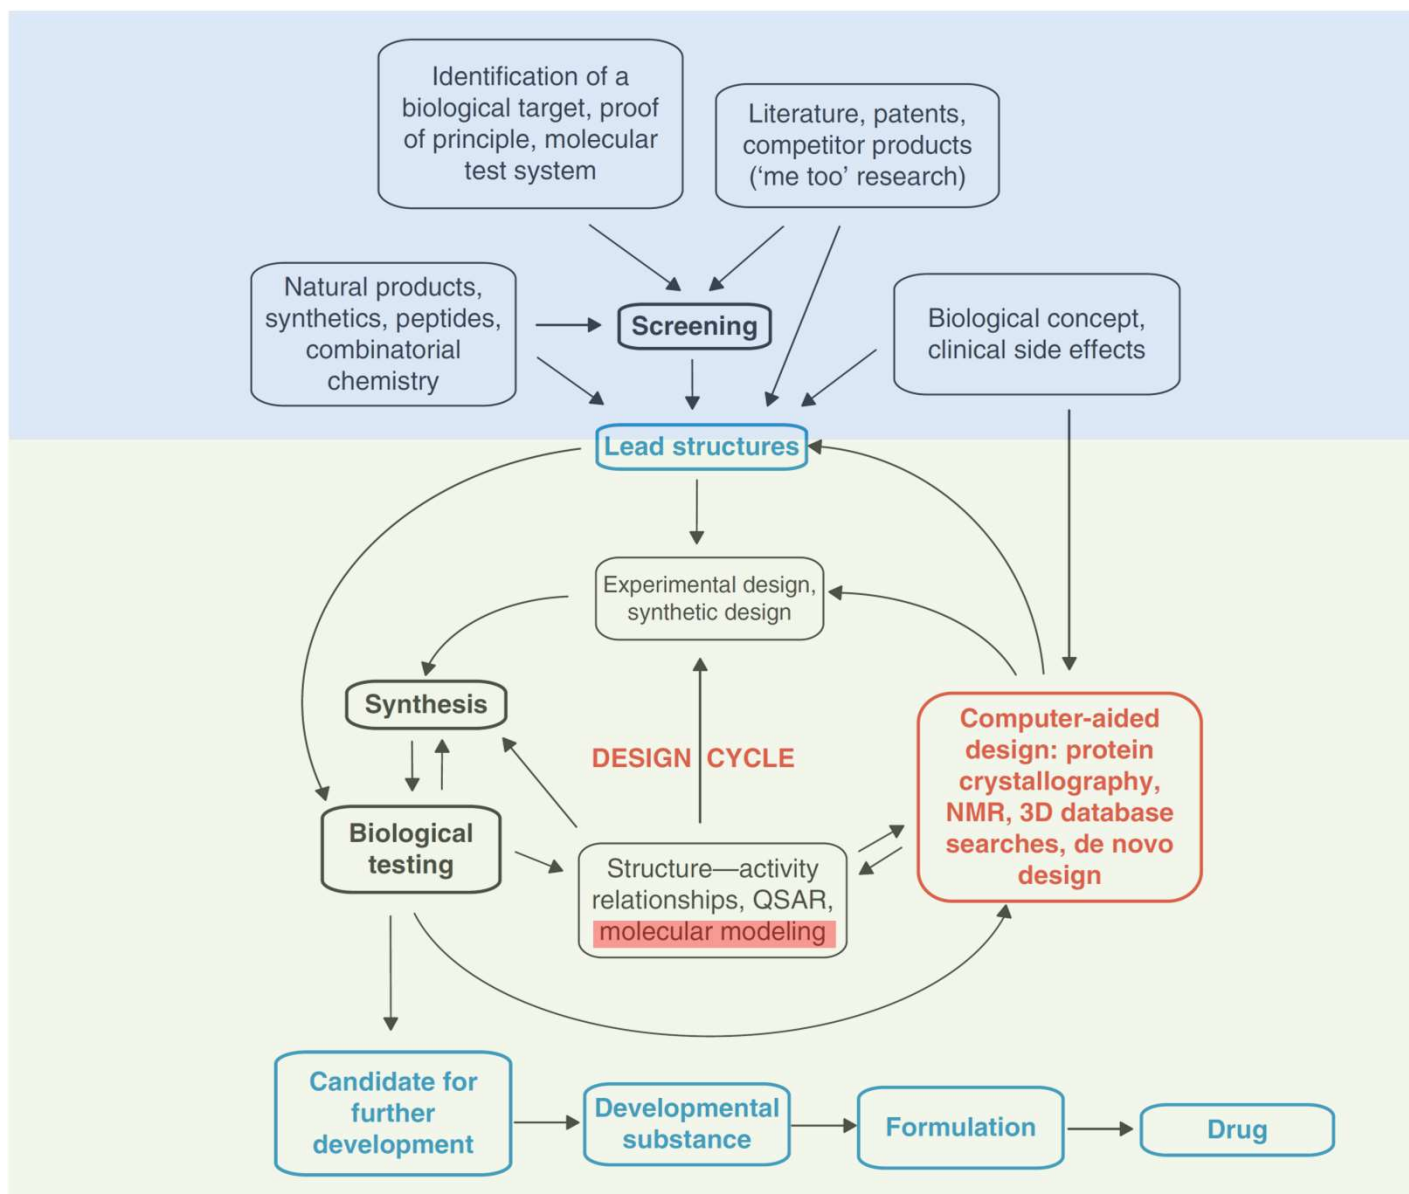 Identification of a
biological target, proof
of principle, molecular
test system
Literature, patents,
competitor products
(‘me too’ research)
Natural products,
synthetics, peptides,
combinatorial
chemistry
Screening
Biological concept,
clinical side effects
Lead structures
Experimental design,
synthetic design
Synthesis
DESIGN CYCLE
Computer-aided
design: protein
crystallography,
NMR, 3D database
searches, de novo
design
Biological
testing
Structure—activity
relationships, QSAR,
molecular modeling
Candidate for
further
development
Developmental
substance
Formulation
Drug